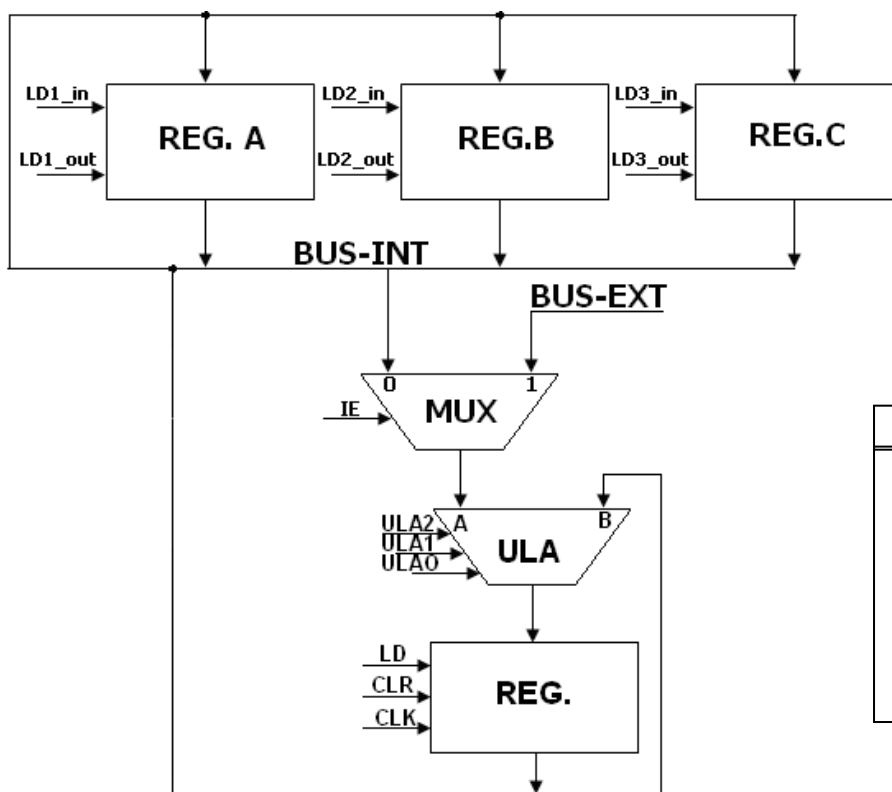 LD1_in
LD2_in
LD3_in
REG. A
REG.B
REG.C
LD1_out
LD2_out
LD3_out
BUS-INT
BUS-EXT
0
1
MUX
IE
A
B
ULA2
ULA1
ULA0
ULA
LD
CLR
CLK
REG.